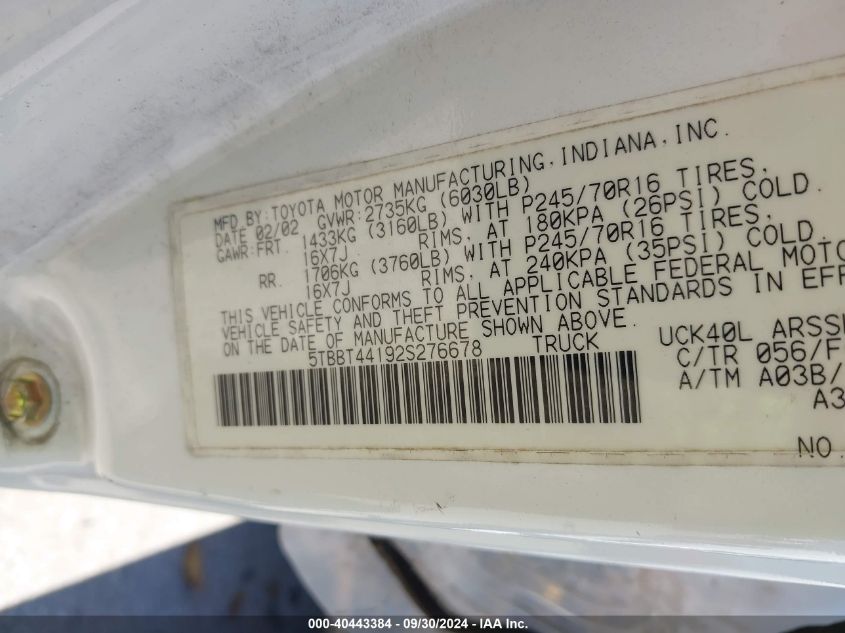 MFD.BY:TOYOTA MOTOR MANUFACTURING,INDIANA,INC.
DATE 02/02 GVWR:2735KG (6030LB)
GAWR:FRT. 1433KG (3160LB) WITH P245/70R16 TIRES,
16X7J RIMS, AT 180KPA (26PSI) COLD.
RR. 1706KG (3760LB) WITH P245/70R16 TIRES,
16X7J RIMS, AT 240KPA (35PSI) COLD.
THIS VEHICLE CONFORMS TO ALL APPLICABLE FEDERAL MOTO
VEHICLE SAFETY AND THEFT PREVENTION STANDARDS IN EFF
ON THE DATE OF MANUFACTURE SHOWN ABOVE.
5TBBT44192S276678 TRUCK
UCK40L ARSS
C/TR 056/F
A/TM A03B/
A3
NO.
000-40443384 - 09/30/2024 - IAA Inc.